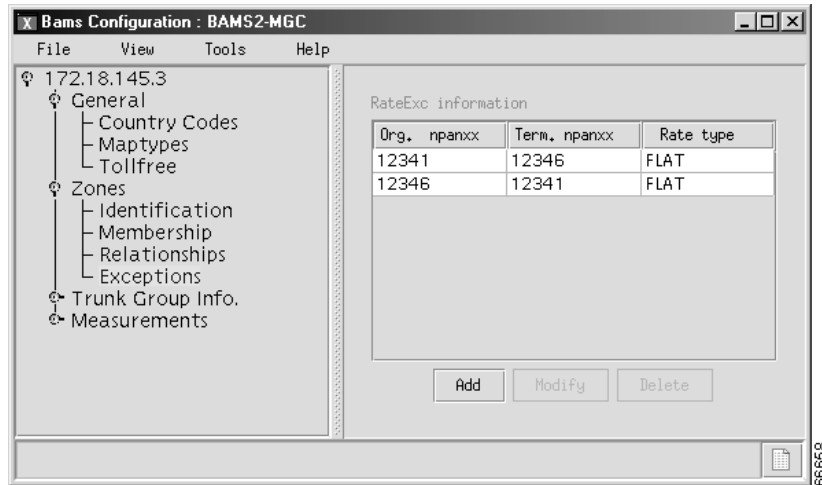 Bams Configuration : BAMS2-MGC
File View Tools Help
172.18.145.3
General
Country Codes
Maptypes
Tollfree
Zones
Identification
Membership
Relationships
Exceptions
Trunk Group Info.
Measurements
RateExc information
Org. npanxx Term. npanxx Rate type
12341 12346 FLAT
12346 12341 FLAT
Add Modify Delete
66659